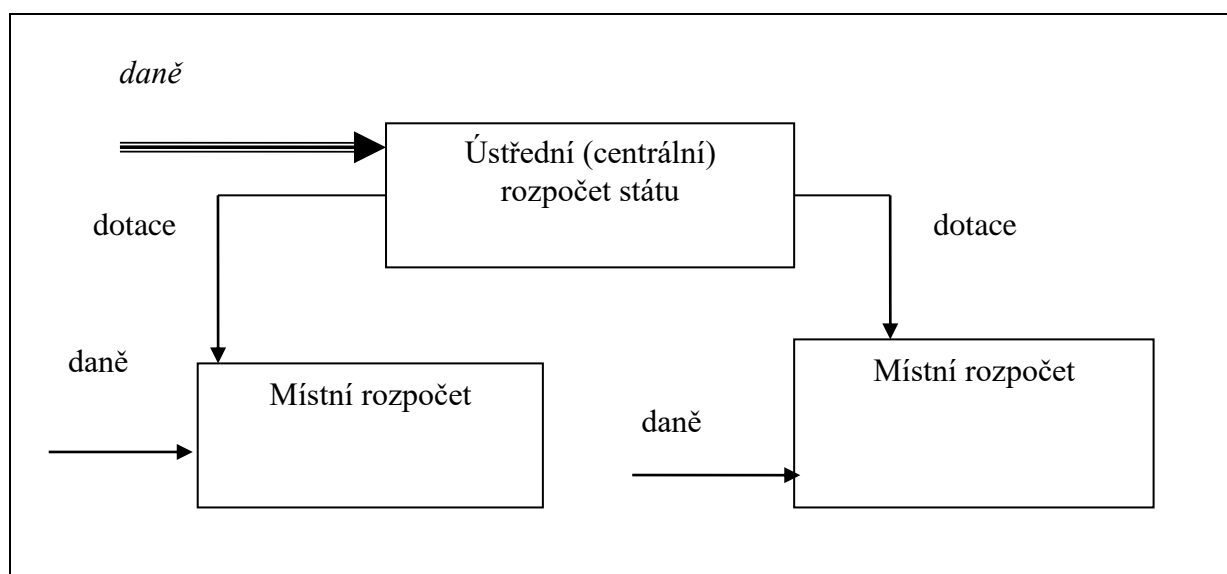 daně
Ústřední (centrální)
rozpočet státu
dotace
dotace
daně
Místní rozpočet
Místní rozpočet
daně